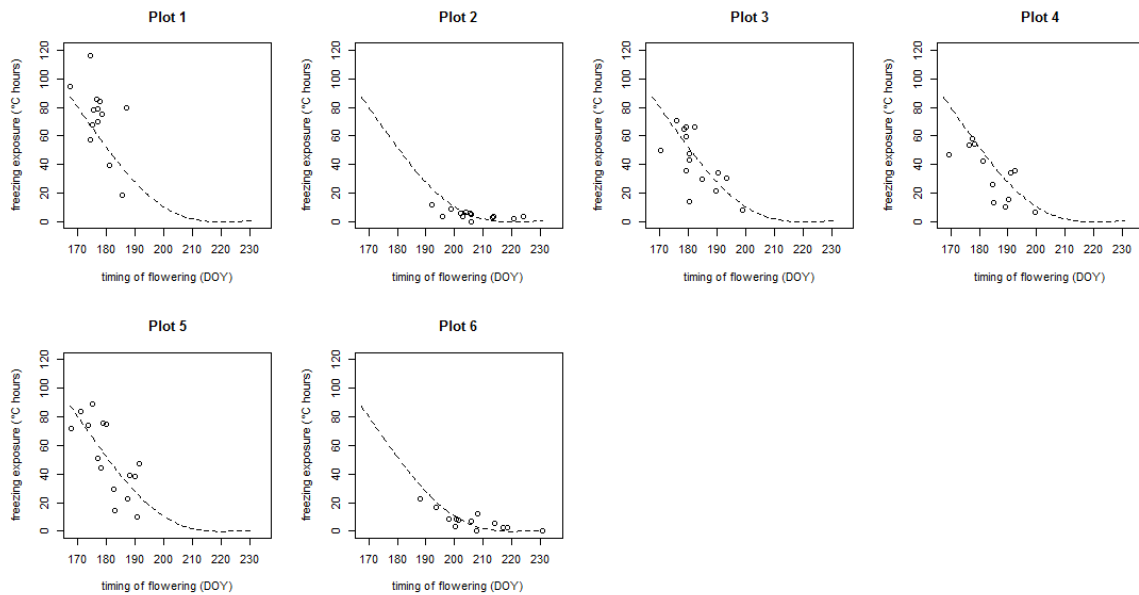 Plot 1
Plot 2
Plot 3
Plot 4
freezing exposure (°C hours)
0 20 40 60 80 100 120
170 180 190 200 210 220 230
timing of flowering (DOY)
freezing exposure (°C hours)
0 20 40 60 80 100 120
170 180 190 200 210 220 230
timing of flowering (DOY)
freezing exposure (°C hours)
0 20 40 60 80 100 120
170 180 190 200 210 220 230
timing of flowering (DOY)
freezing exposure (°C hours)
0 20 40 60 80 100 120
170 180 190 200 210 220 230
timing of flowering (DOY)
Plot 5
Plot 6
freezing exposure (°C hours)
0 20 40 60 80 100 120
170 180 190 200 210 220 230
timing of flowering (DOY)
freezing exposure (°C hours)
0 20 40 60 80 100 120
170 180 190 200 210 220 230
timing of flowering (DOY)